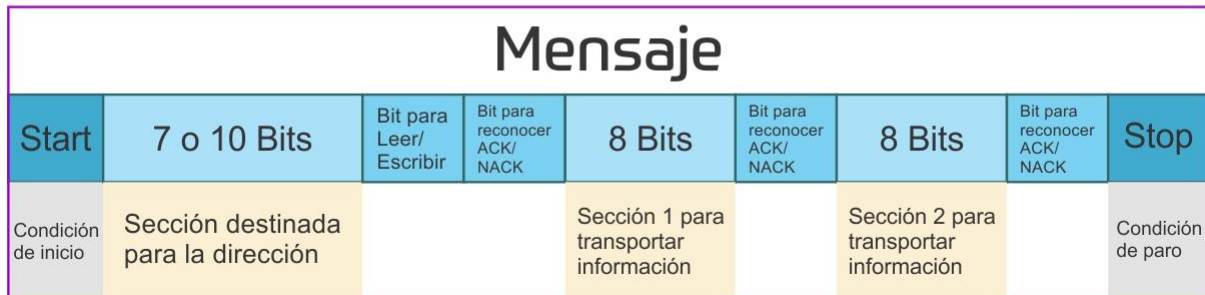 Mensaje
Start
7 o 10 Bits
Bit para
Leer/
Escribir
Bit para
reconocer
ACK/
NACK
8 Bits
Bit para
reconocer
ACK/
NACK
8 Bits
Bit para
reconocer
ACK/
NACK
Stop
Condición
de inicio
Sección destinada
para la dirección
Sección 1 para
transportar
información
Sección 2 para
transportar
información
Condición
de paro